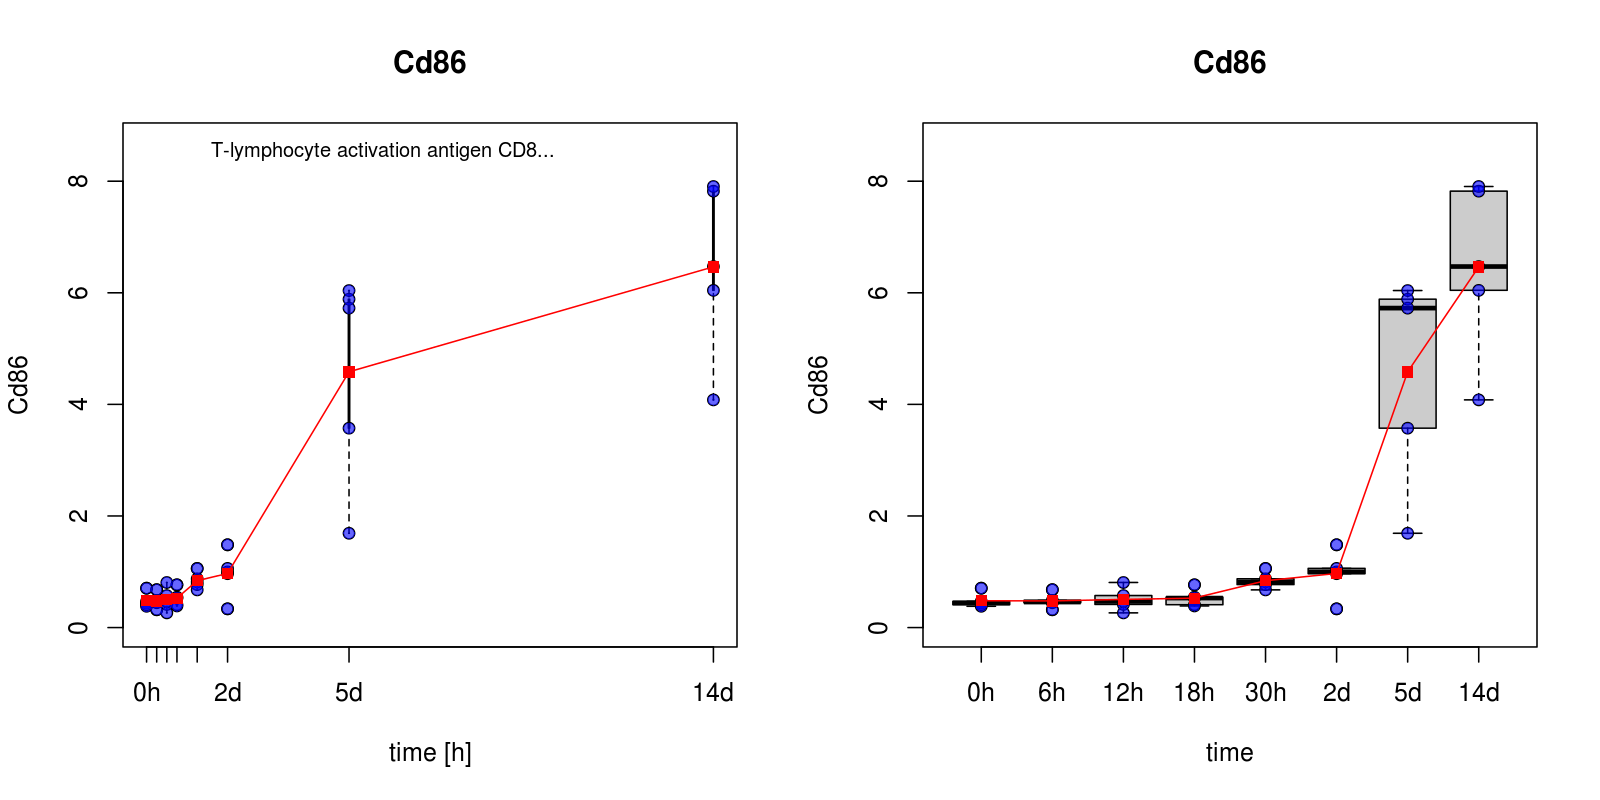 Cd86
T-lymphocyte activation antigen CD8...
Cd86
8
6
4
2
0
0h 2d 5d 14d
time [h]
Cd86
Cd86
8
6
4
2
0
0h 6h 12h 18h 30h 2d 5d 14d
time